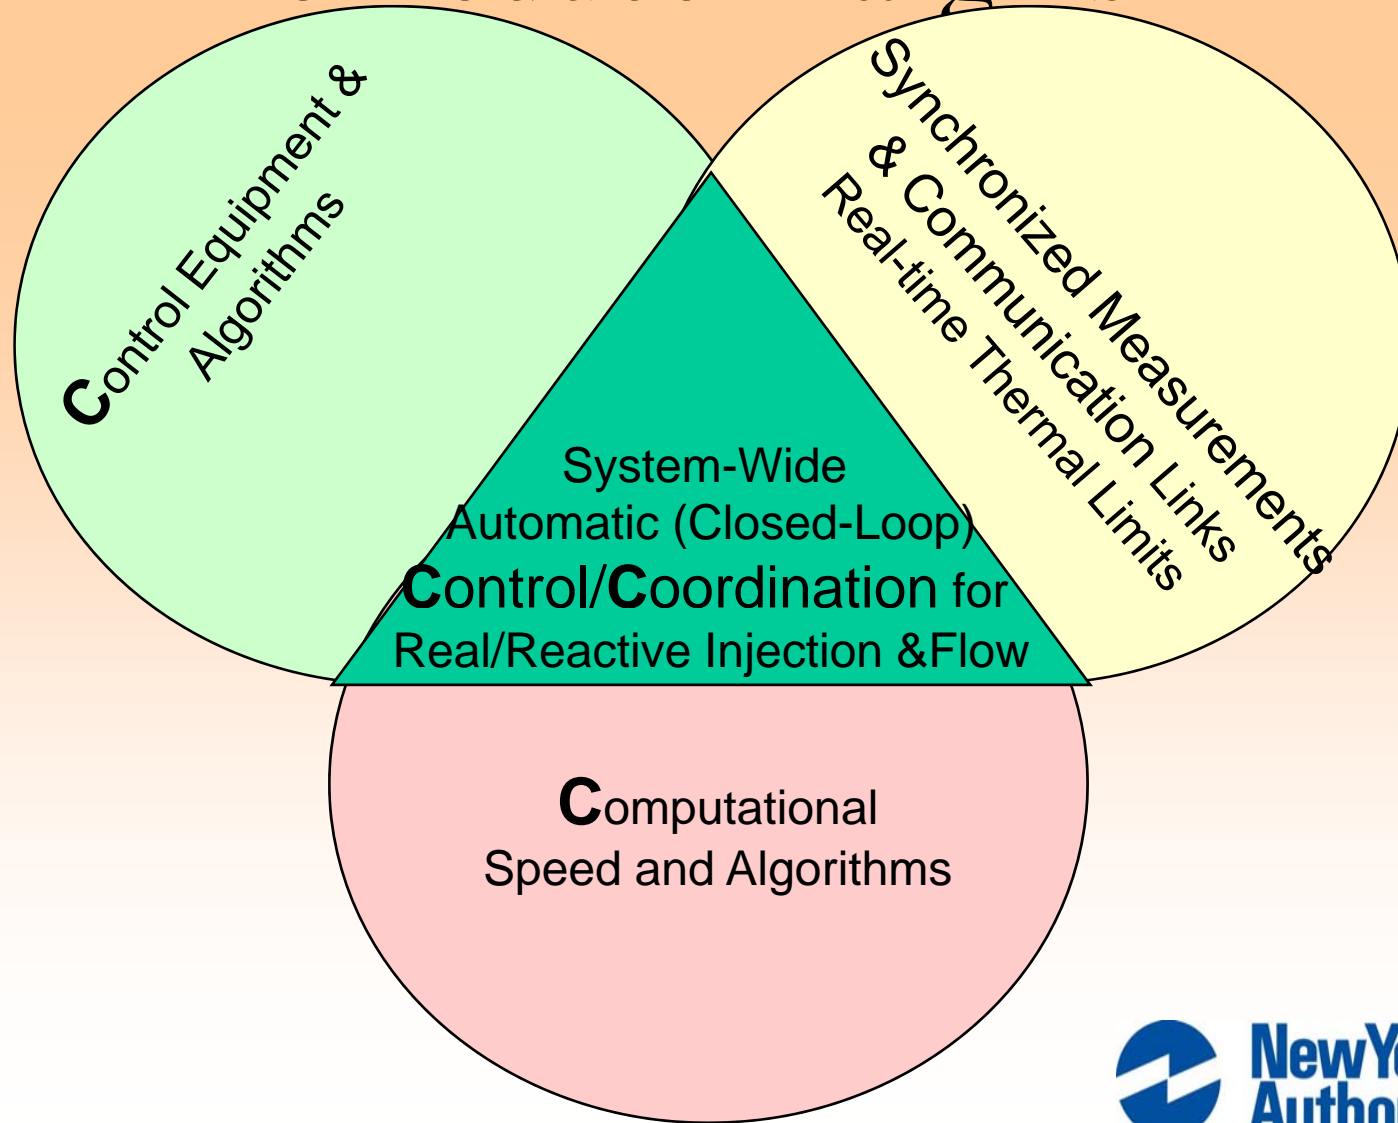 Control Equipment &
Algorithms
Synchronized Measurements
& Communication Links
Real-time Thermal Limits
System-Wide
Automatic (Closed-Loop)
Control/Coordination for
Real/Reactive Injection &Flow
Computational
Speed and Algorithms
New